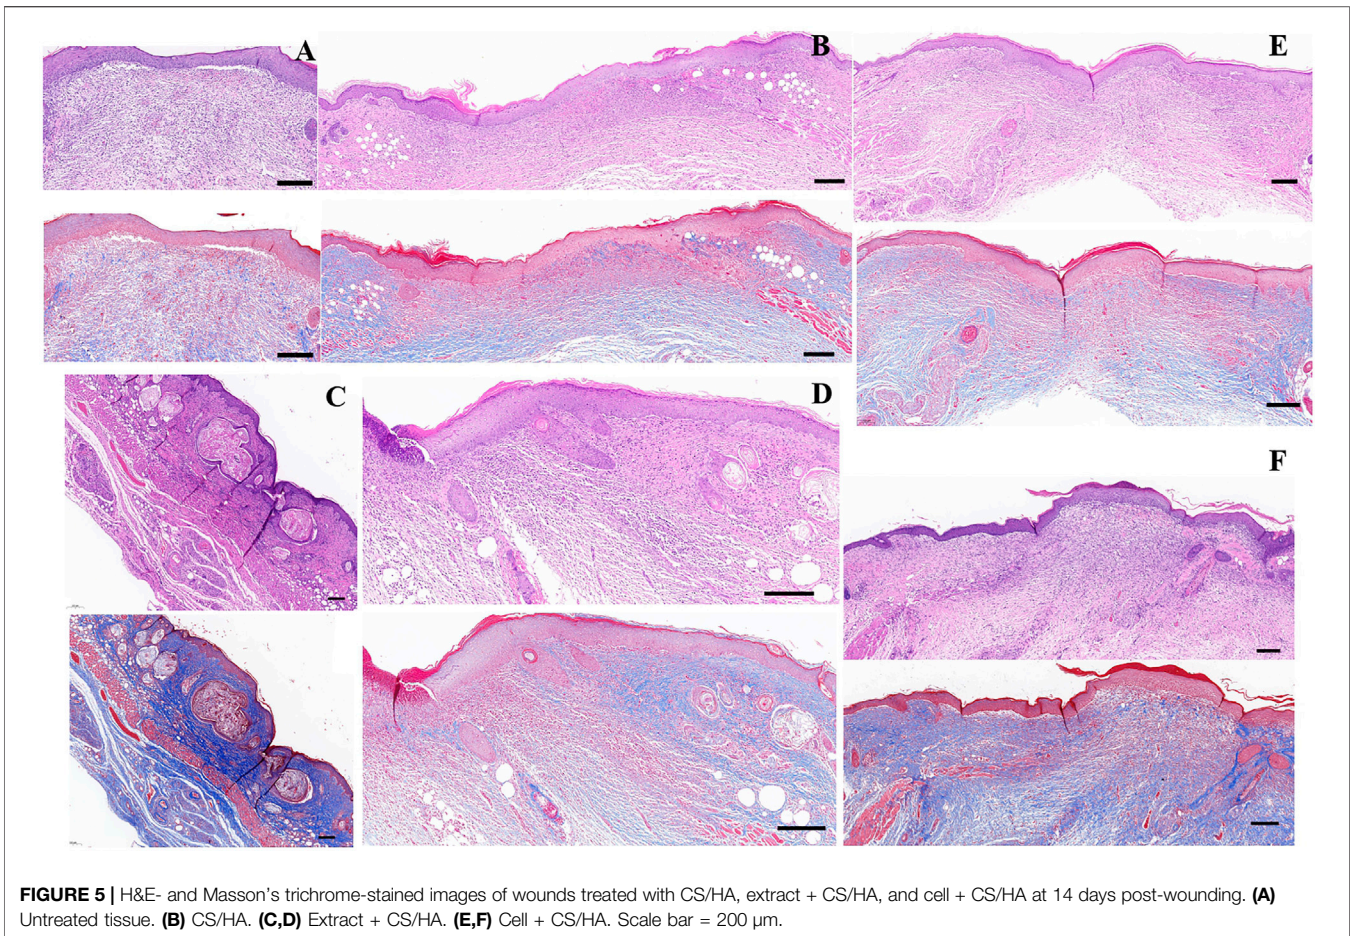 A
B
E
C
D
F
FIGURE 5 | H&E- and Masson’s trichrome-stained images of wounds treated with CS/HA, extract + CS/HA, and cell + CS/HA at 14 days post-wounding. (A)
Untreated tissue. (B) CS/HA. (C,D) Extract + CS/HA. (E,F) Cell + CS/HA. Scale bar = 200 μm.